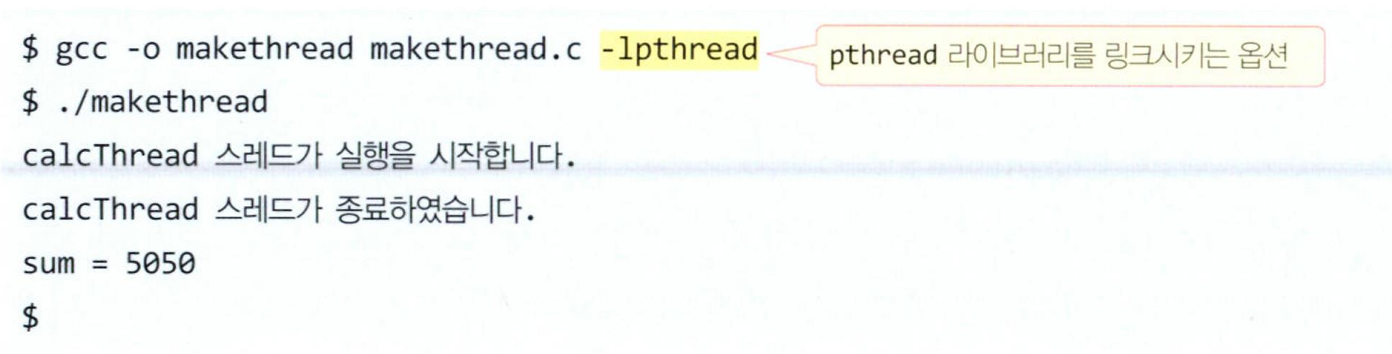 $ gcc -o makethread makethread.c -lpthread pthread 라이브러리를 링크시키는 옵션
$ ./makethread
calcThread 스레드가 실행을 시작합니다.
calcThread 스레드가 종료하였습니다.
sum = 5050
$